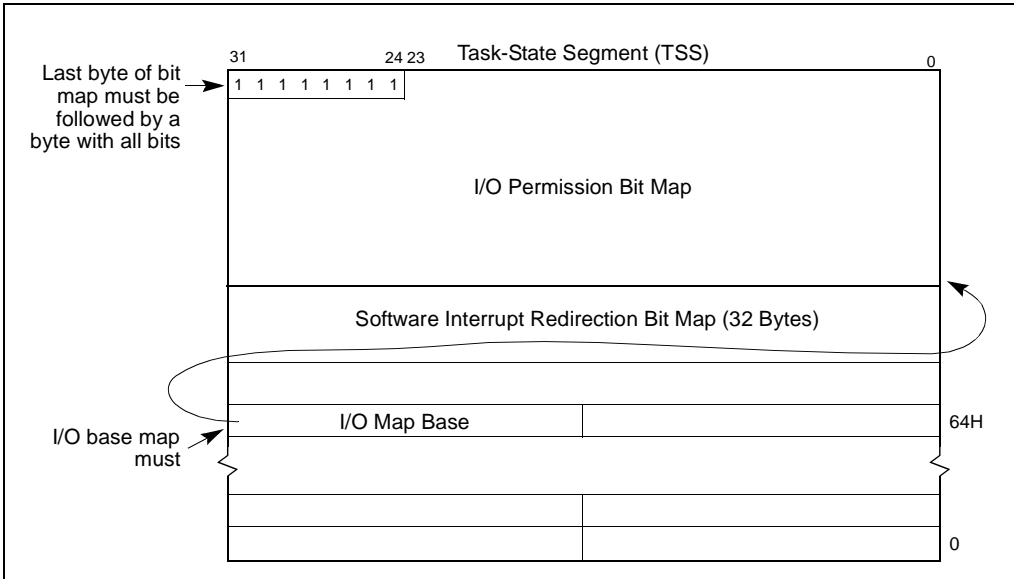 Task-State Segment (TSS)
31
24 23
0
Last byte of bit
map must be
followed by a
byte with all bits
1 1 1 1 1 1 1 1
I/O Permission Bit Map
Software Interrupt Redirection Bit Map (32 Bytes)
I/O Map Base
64H
I/O base map
must
0